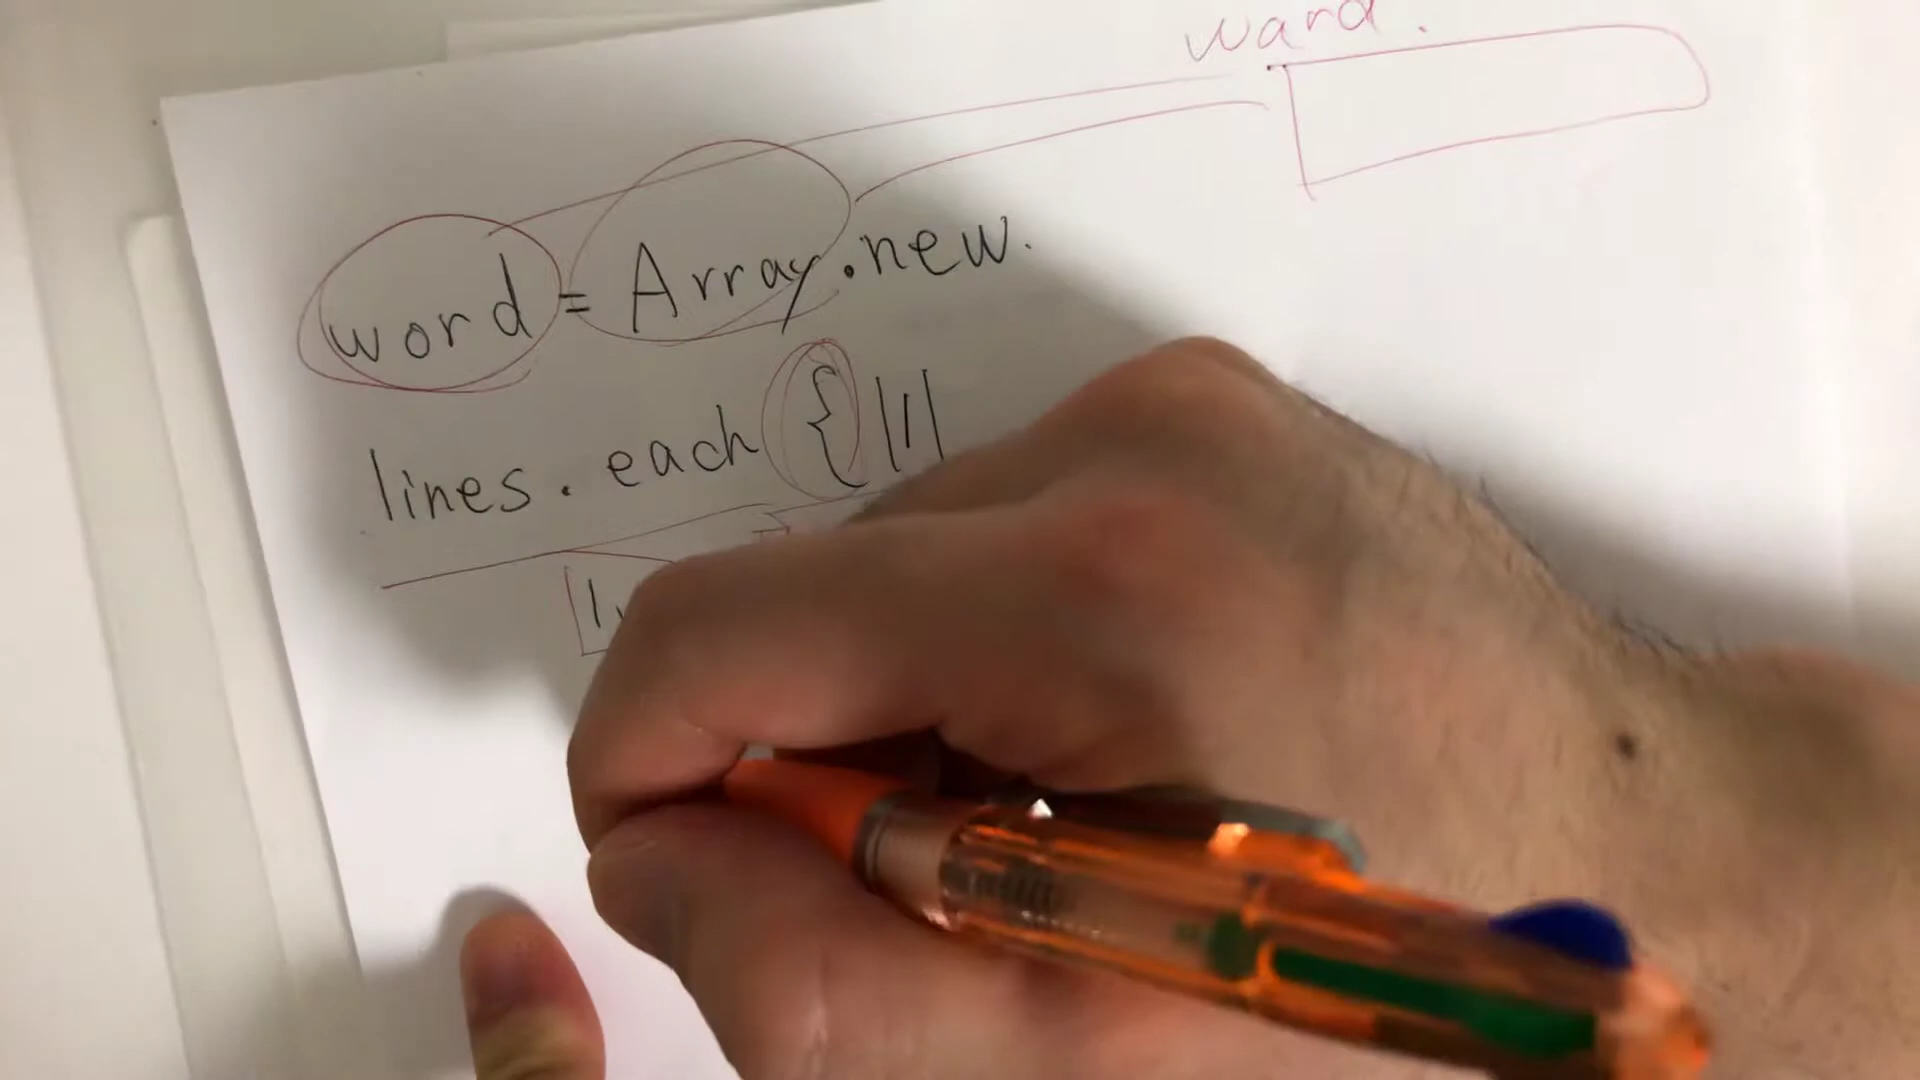 word.
word = Array.new.
lines.each { |l|